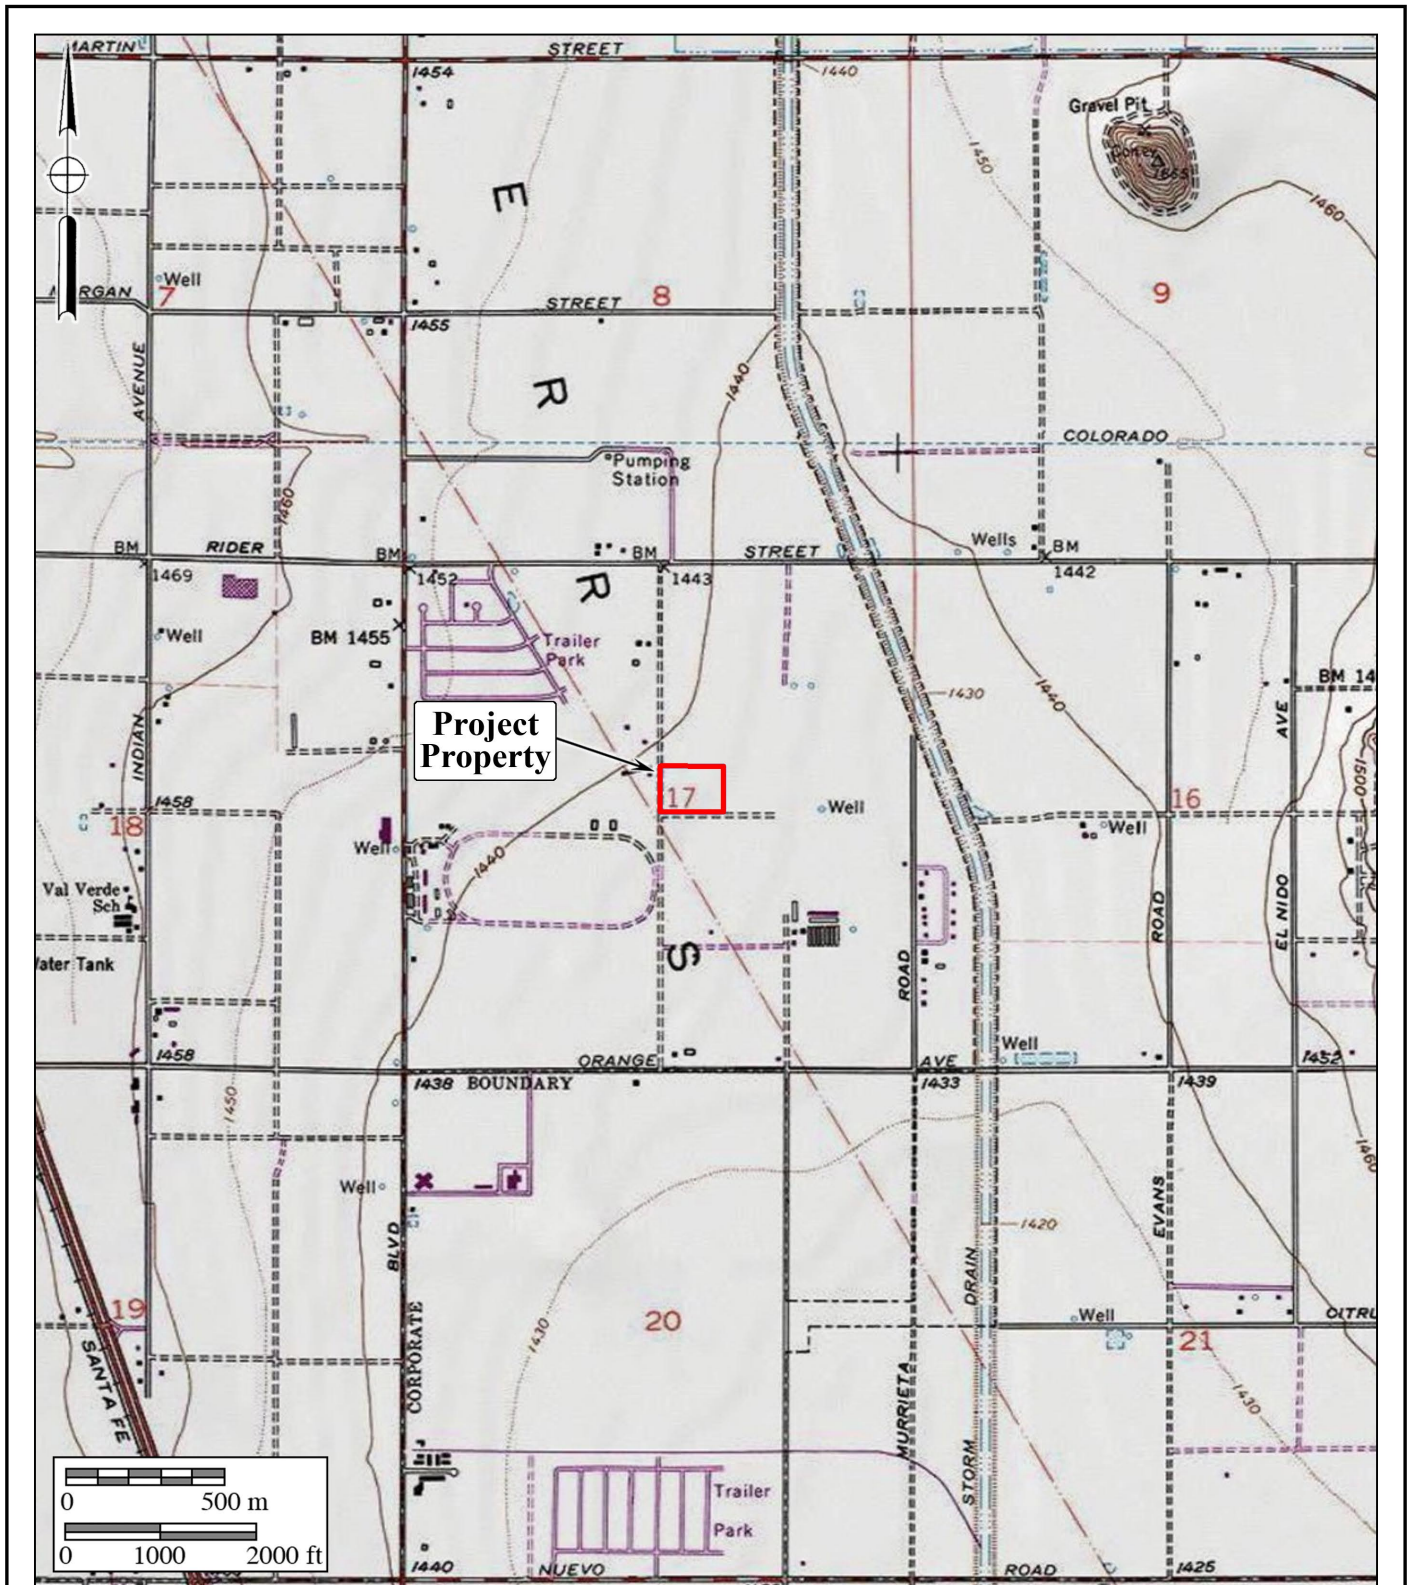 MARTIN STREET
1454
1440
Gravel Pit
1450
1460
E
Well
MORGAN
7
STREET
8
9
1455
AVENUE
R
1440
COLORADO
Pumping
Station
1460
BM
RIDER
BM
BM
STREET
Wells
BM
1469
1452
1443
1442
R
Well
BM 1455
Trailer
Park
BM 14
1430
1440
AVE
Project
Property
INDIAN
1500
1458
17
Well
16
18
Well
Well
1440
Val Verde
Sch
ROAD
EL NIDO
Water Tank
S
ROAD
Well
1458
ORANGE
AVE
1452
1438
BOUNDARY
1433
1439
1450
1460
Well
EVANS
1420
BLVD
DRAIN
19
CORPORATE
20
1430
Well
CITRU
21
SANTA FE
MURRIETA
1430
STORM
0 500 m
Trailer
Park
0 1000 2000 ft
1440
NUEVO
ROAD
1425